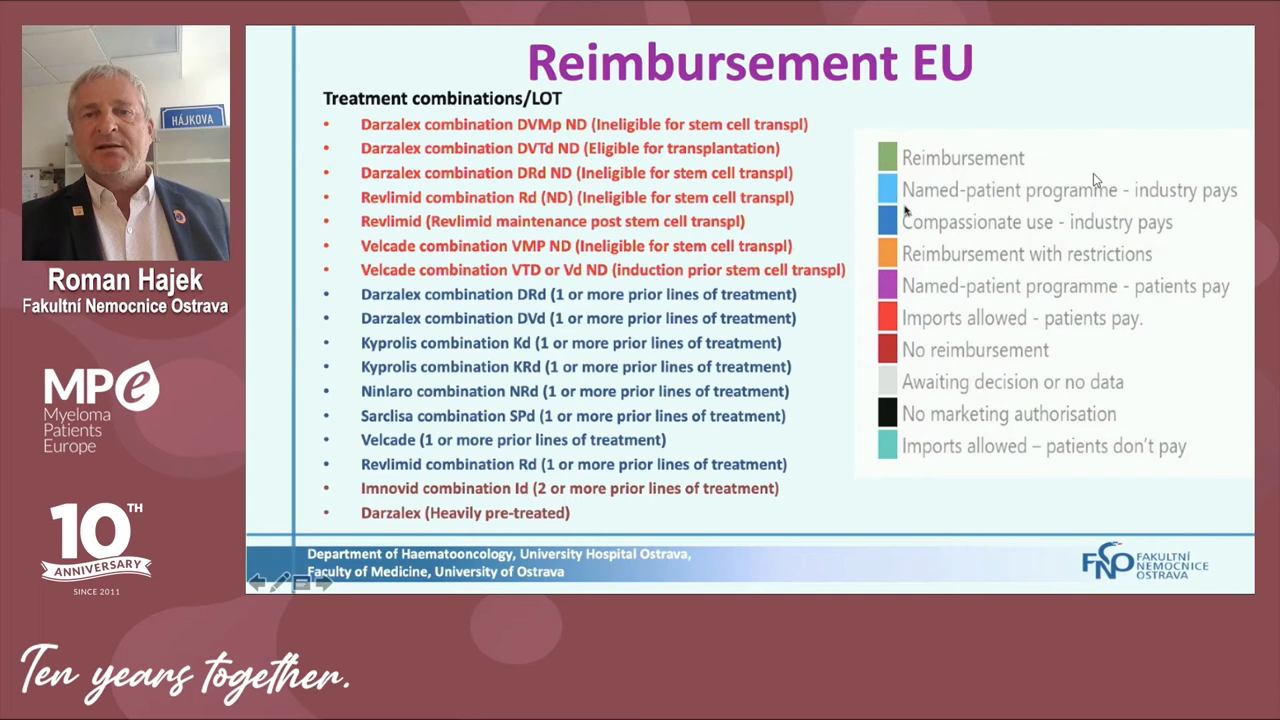 HÁJKOVA
Roman Hajek
Fakultní Nemocnice Ostrava
MPe
Myeloma
Patients
Europe
10TH
ANNIVERSARY
SINCE 2011
Ten years together.
Reimbursement EU
Treatment combinations/LOT
• Darzalex combination DVMp ND (Ineligible for stem cell transpl)
• Darzalex combination DVTd ND (Eligible for transplantation)
• Darzalex combination DRd ND (Ineligible for stem cell transpl)
• Revlimid combination Rd (ND) (Ineligible for stem cell transpl)
• Revlimid (Revlimid maintenance post stem cell transpl)
• Velcade combination VMP ND (Ineligible for stem cell transpl)
• Velcade combination VTD or Vd ND (induction prior stem cell transpl)
• Darzalex combination DRd (1 or more prior lines of treatment)
• Darzalex combination DVd (1 or more prior lines of treatment)
• Kyprolis combination Kd (1 or more prior lines of treatment)
• Kyprolis combination KRd (1 or more prior lines of treatment)
• Ninlaro combination NRd (1 or more prior lines of treatment)
• Sarclisa combination SPd (1 or more prior lines of treatment)
• Velcade (1 or more prior lines of treatment)
• Revlimid combination Rd (1 or more prior lines of treatment)
• Imnovid combination Id (2 or more prior lines of treatment)
• Darzalex (Heavily pre-treated)
Reimbursement
Named-patient programme - industry pays
Compassionate use - industry pays
Reimbursement with restrictions
Named-patient programme - patients pay
Imports allowed - patients pay.
No reimbursement
Awaiting decision or no data
No marketing authorisation
Imports allowed – patients don't pay
Department of Haematooncology, University Hospital Ostrava,
Faculty of Medicine, University of Ostrava
FNO
FAKULTNÍ
NEMOCNICE
OSTRAVA